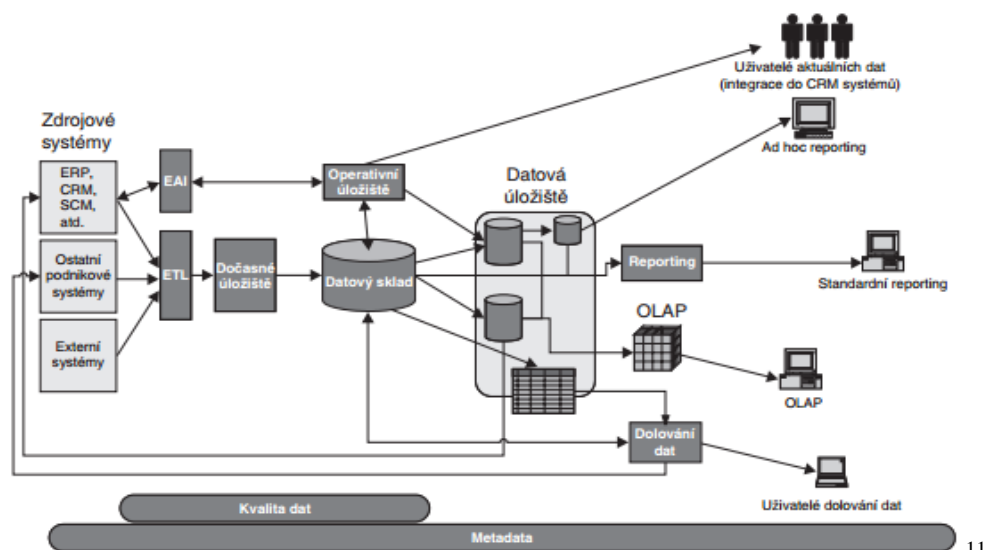 Uživatelé aktuálních dat
(integrace do CRM systémů)
Ad hoc reporting
Zdrojové
systémy
ERP,
CRM,
SCM,
atd.
EAI
Operativní
úložiště
Datová
úložiště
Ostatní
podnikové
systémy
ETL
Dočasné
úložiště
Datový sklad
Reporting
Standardní reporting
Externí
systémy
OLAP
OLAP
Dolování
dat
Uživatelé dolování dat
Kvalita dat
Metadata
11